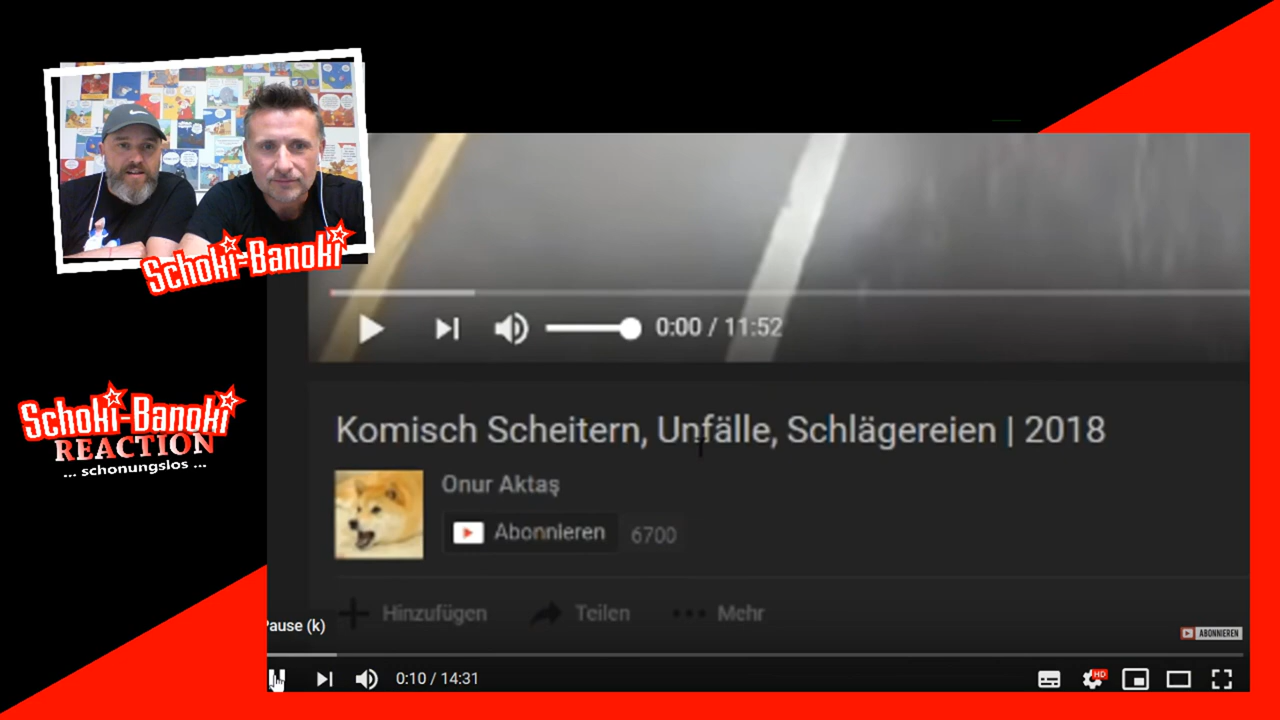 Schoki-Banoki
Schoki-Banoki
REACTION
... schonungslos ...
0:00 / 11:52
Komisch Scheitern, Unfälle, Schlägereien | 2018
Onur Aktaş
Abonnieren 6700
Hinzufügen Teilen Mehr
Pause (k)
ABONNIEREN
0:10 / 14:31
HD